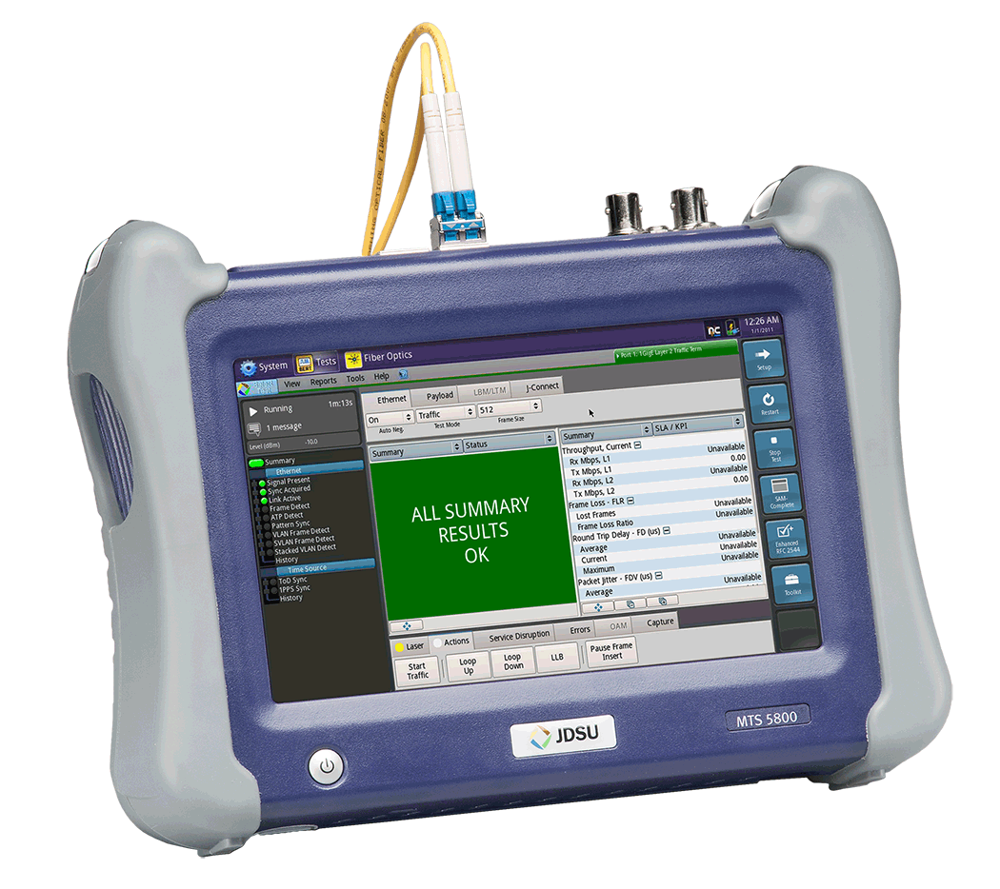 12:26 AM
1/1/2011
System
Tests
Fiber Optics
Port 1: 1GigE Layer 2 Traffic Term
View
Reports
Tools
Help
Setup
Restart
Stop
Test
SAM-
Complete
Enhanced
RFC 2544
Toolkit
Running
1m:13s
1 message
Level (dBm)
-10.0
Ethernet
Payload
LBM/LTM
J-Connect
On
Traffic
512
Auto Neg.
Test Mode
Frame Size
Summary
Ethernet
Signal Present
Sync Acquired
Link Active
Frame Detect
ATP Detect
Pattern Sync
VLAN Frame Detect
SVLAN Frame Detect
Stacked VLAN Detect
History
Time Source
ToD Sync
1PPS Sync
History
Summary
Status
ALL SUMMARY
RESULTS
OK
Summary
SLA / KPI
Throughput, Current
Rx Mbps, L1 Unavailable
Tx Mbps, L1 0.00
Rx Mbps, L2 Unavailable
Tx Mbps, L2 0.00
Frame Loss - FLR
Lost Frames Unavailable
Frame Loss Ratio Unavailable
Round Trip Delay - FD (us)
Average Unavailable
Current Unavailable
Maximum Unavailable
Packet Jitter - FDV (us)
Average Unavailable
Laser
Actions
Service Disruption
Errors
OAM
Capture
Start
Traffic
Loop
Up
Loop
Down
LLB
Pause Frame
Insert
JDSU
MTS 5800